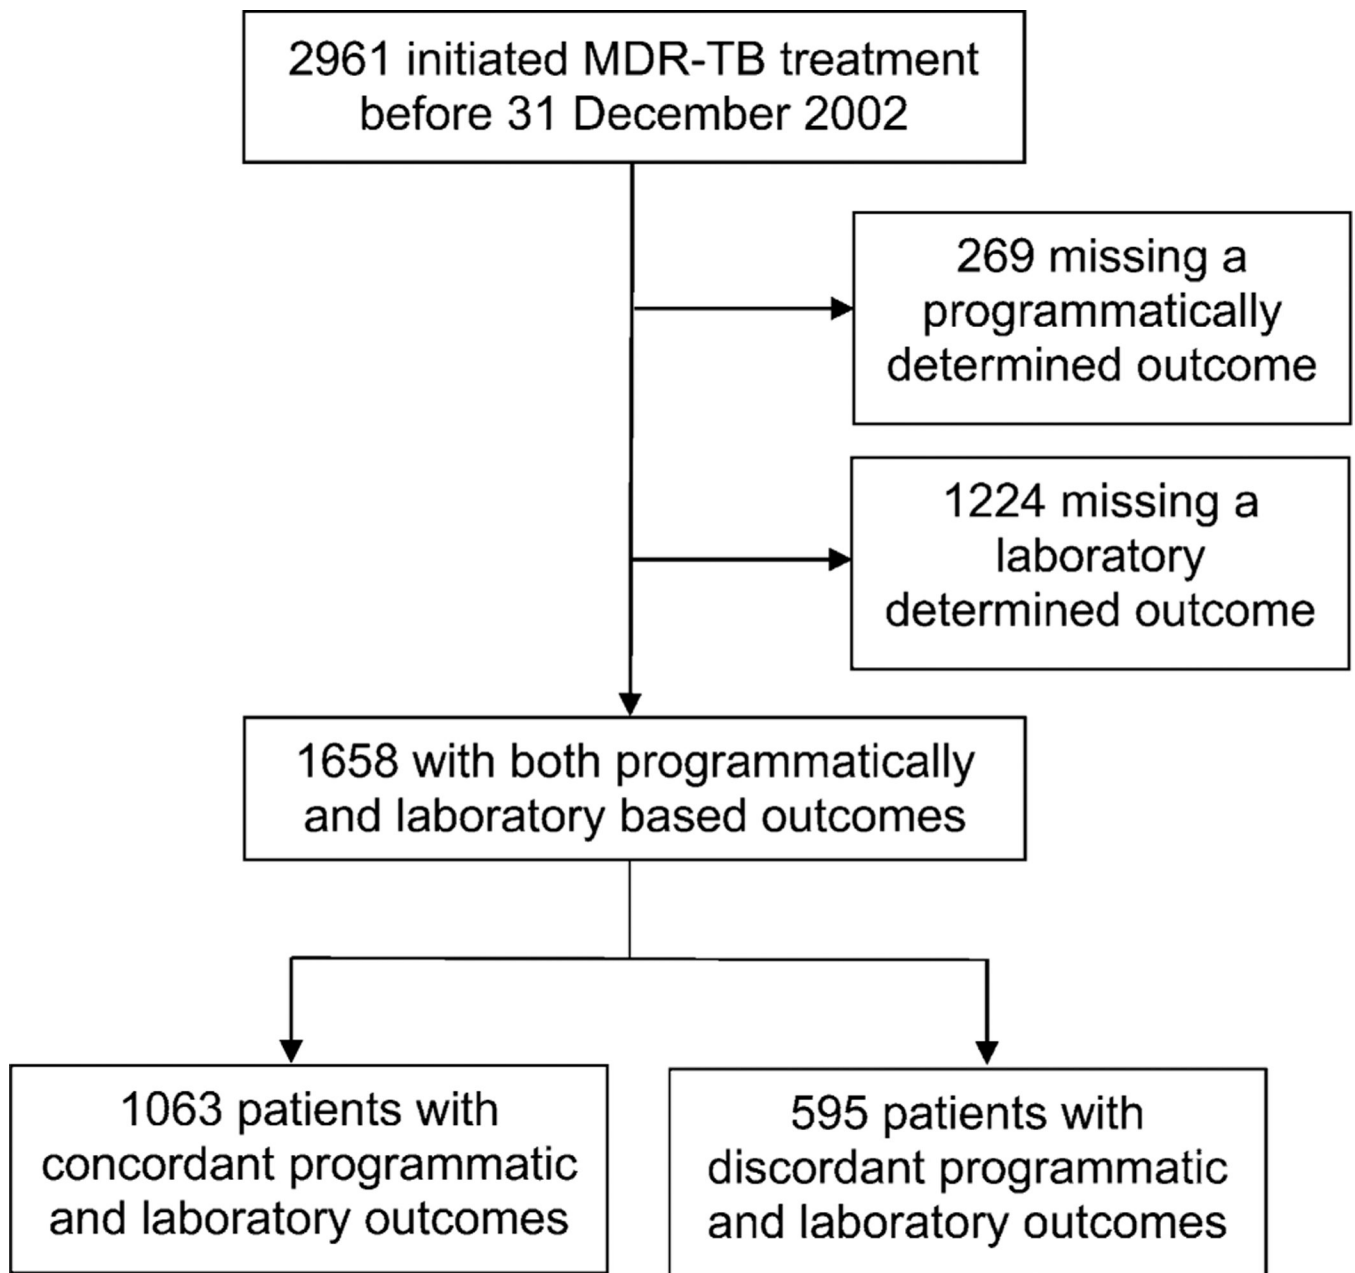 2961 initiated MDR-TB treatment
before 31 December 2002
269 missing a
programmatically
determined outcome
1224 missing a
laboratory
determined outcome
1658 with both programmatically
and laboratory based outcomes
1063 patients with
concordant programmatic
and laboratory outcomes
595 patients with
discordant programmatic
and laboratory outcomes